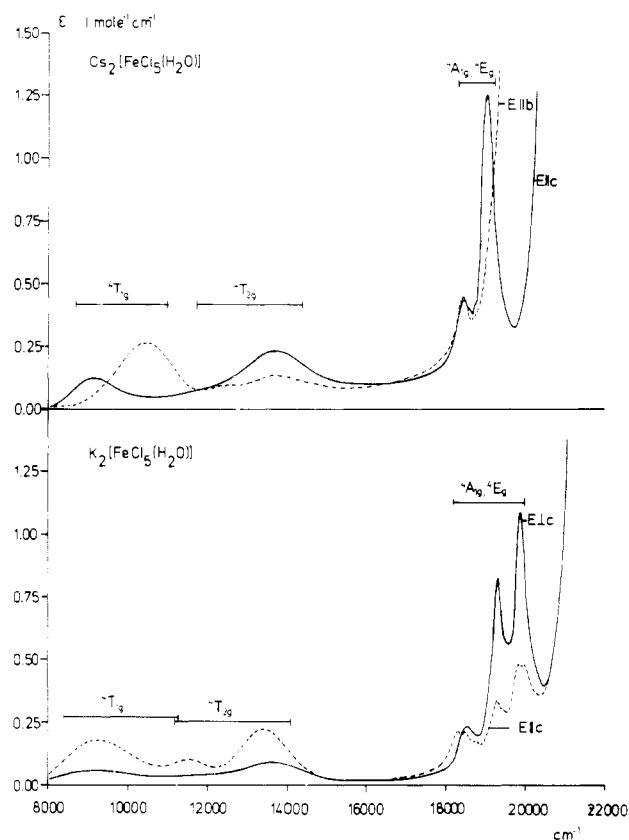 ε l mole⁻¹ cm⁻¹
Cs₂[FeCl₅(H₂O)]
⁴A₁g, ⁴Eg
E∥b
E∥c
⁴T₁g
⁴T₂g
1.50
1.25
1.00
0.75
0.50
0.25
0.00
K₂[FeCl₅(H₂O)]
⁴A₁g, ⁴Eg
E⊥c
E∥c
⁴T₁g
⁴T₂g
1.25
1.00
0.75
0.50
0.25
0.00
8000 10000 12000 14000 16000 18000 20000 22000
cm⁻¹